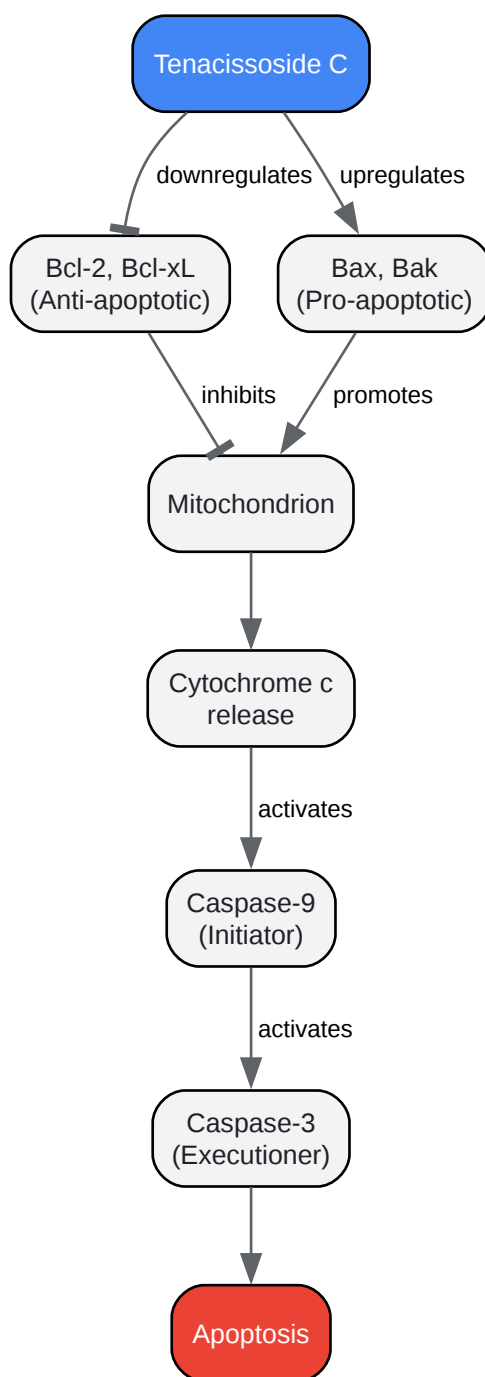 Tenacissoside C
downregulates
upregulates
Bcl-2, Bcl-xL
(Anti-apoptotic)
Bax, Bak
(Pro-apoptotic)
inhibits
promotes
Mitochondrion
Cytochrome c
release
activates
Caspase-9
(Initiator)
activates
Caspase-3
(Executioner)
Apoptosis